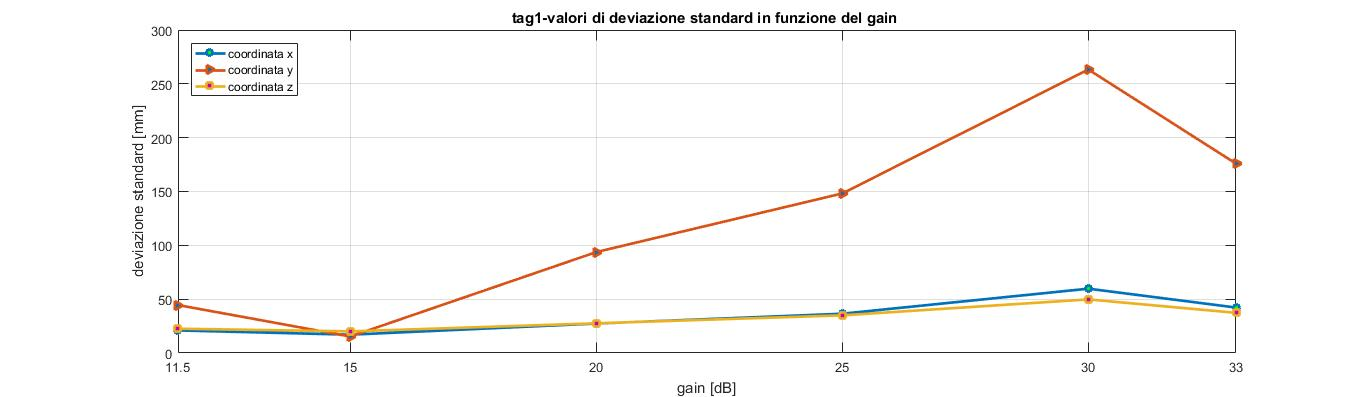 tag1-valori di deviazione standard in funzione del gain
300
250
200
150
100
50
0
deviazione standard [mm]
coordinata x
coordinata y
coordinata z
11.5 15 20 25 30 33
gain [dB]